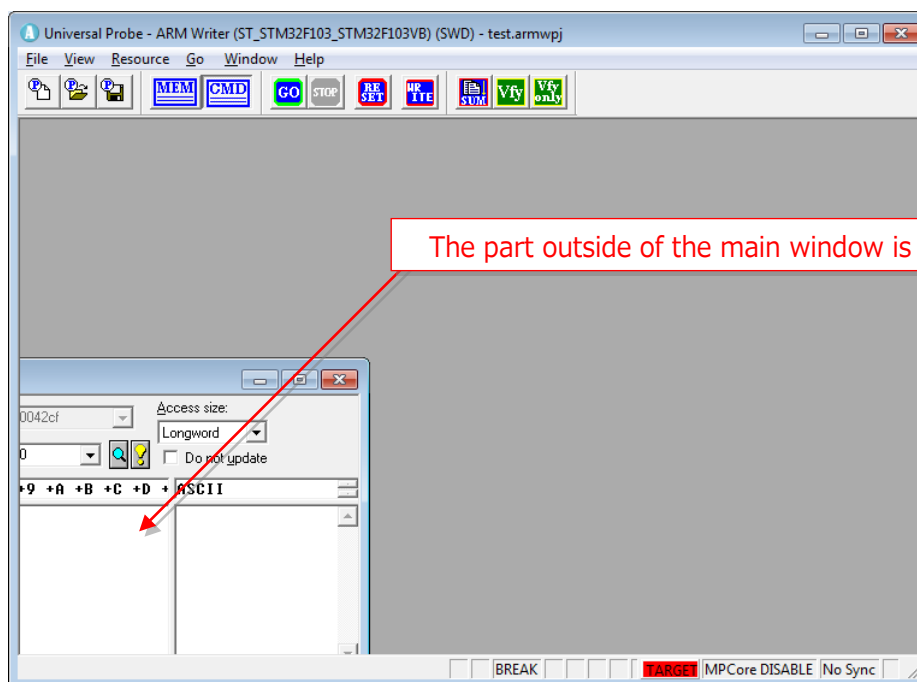 Universal Probe - ARM Writer (ST_STM32F103_STM32F103VB) (SWD) - test.armwpj
File View Resource Go Window Help
MEM CMD GO STOP RE SET WR ITE SUM Vfy Vfy only
The part outside of the main window is
0042cf
Access size:
Longword
0
Do not update
+9 +A +B +C +D + ASCII
BREAK TARGET MPCore DISABLE No Sync